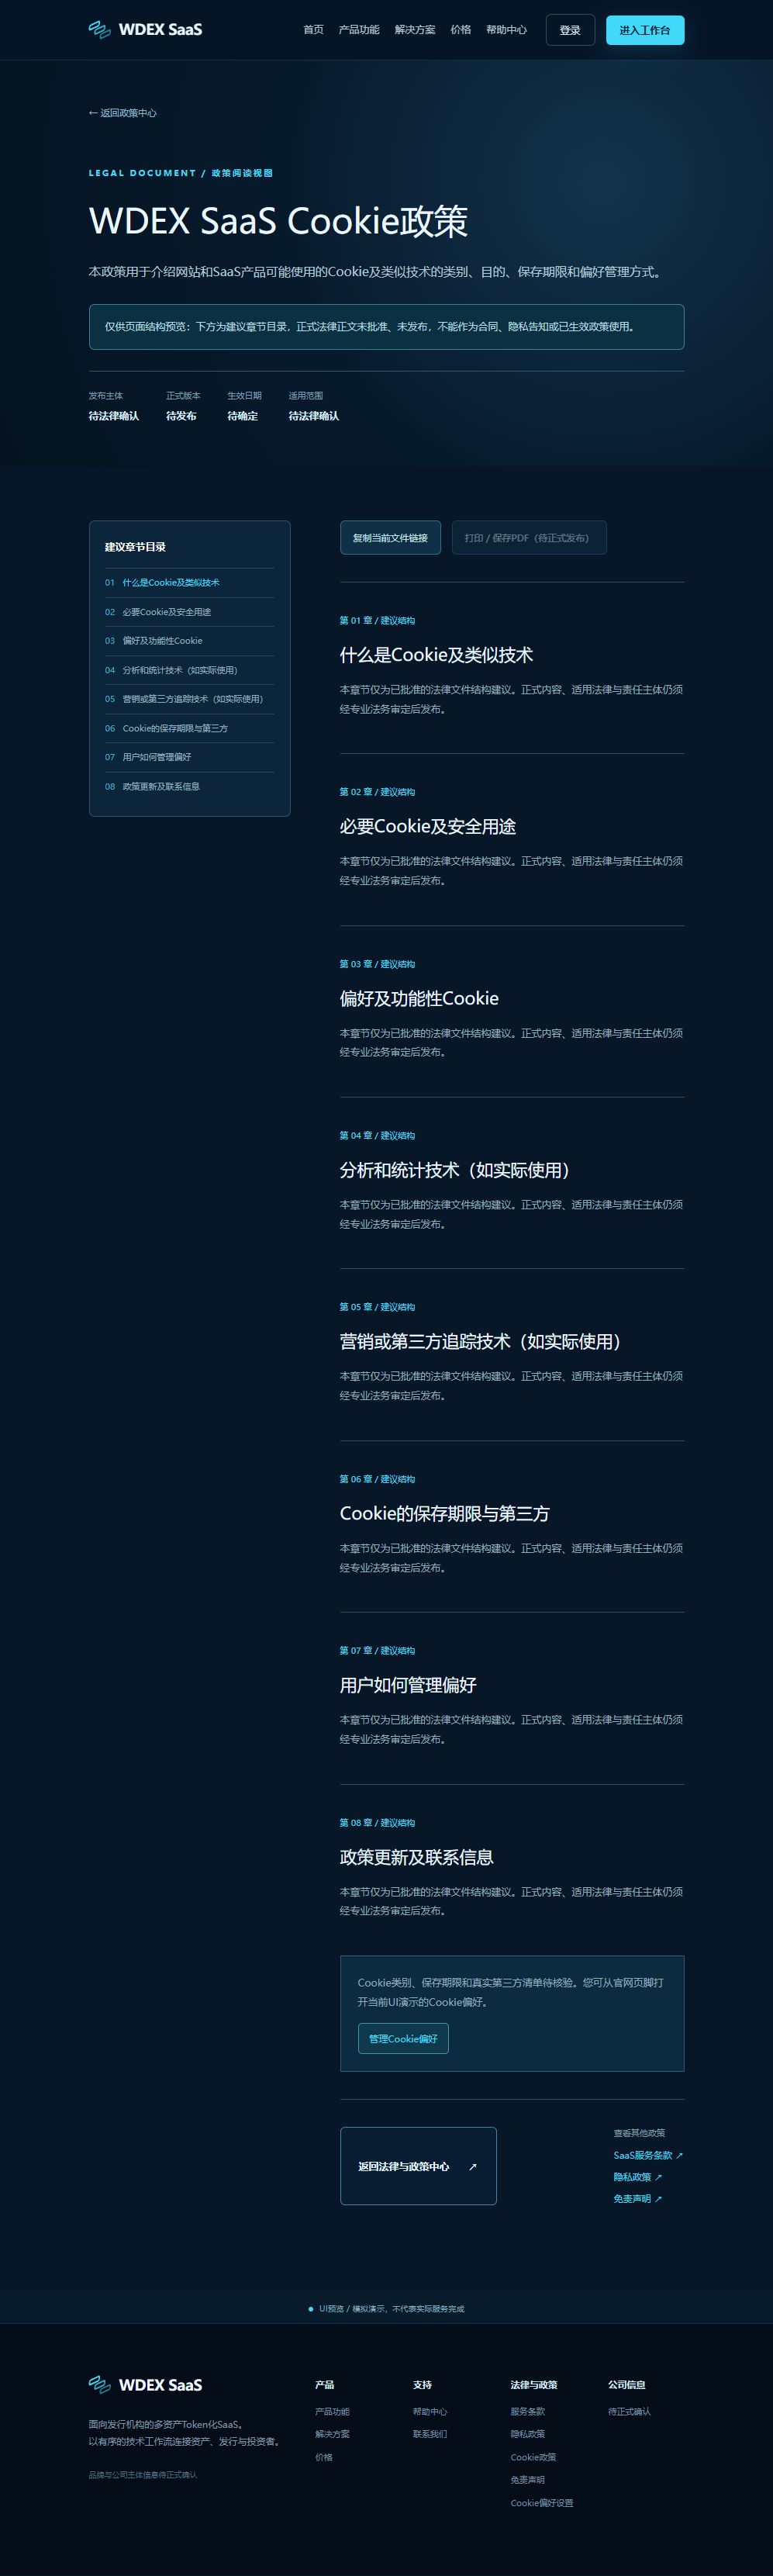 WDEX SaaS
首页 产品功能 解决方案 价格 帮助中心 登录 进入工作台
← 返回政策中心
LEGAL DOCUMENT / 政策阅读视图
WDEX SaaS Cookie政策
本政策用于介绍网站和SaaS产品可能使用的Cookie及类似技术的类别、目的、保存期限和偏好管理方式。
仅供页面结构预览：下方为建议章节目录，正式法律正文未批准、未发布，不能作为合同、隐私告知或已生效政策使用。
发布主体 正式版本 生效日期 适用范围
待法律确认 待发布 待确定 待法律确认
建议章节目录
01 什么是Cookie及类似技术
02 必要Cookie及安全用途
03 偏好及功能性Cookie
04 分析和统计技术（如实际使用）
05 营销或第三方追踪技术（如实际使用）
06 Cookie的保存期限与第三方
07 用户如何管理偏好
08 政策更新及联系信息
复制当前文件链接 打印 / 保存PDF（待正式发布）
第 01 章 / 建议结构
什么是Cookie及类似技术
本章节仅为已批准的法律文件结构建议。正式内容、适用法律与责任主体仍须
经专业法务审定后发布。
第 02 章 / 建议结构
必要Cookie及安全用途
本章节仅为已批准的法律文件结构建议。正式内容、适用法律与责任主体仍须
经专业法务审定后发布。
第 03 章 / 建议结构
偏好及功能性Cookie
本章节仅为已批准的法律文件结构建议。正式内容、适用法律与责任主体仍须
经专业法务审定后发布。
第 04 章 / 建议结构
分析和统计技术（如实际使用）
本章节仅为已批准的法律文件结构建议。正式内容、适用法律与责任主体仍须
经专业法务审定后发布。
第 05 章 / 建议结构
营销或第三方追踪技术（如实际使用）
本章节仅为已批准的法律文件结构建议。正式内容、适用法律与责任主体仍须
经专业法务审定后发布。
第 06 章 / 建议结构
Cookie的保存期限与第三方
本章节仅为已批准的法律文件结构建议。正式内容、适用法律与责任主体仍须
经专业法务审定后发布。
第 07 章 / 建议结构
用户如何管理偏好
本章节仅为已批准的法律文件结构建议。正式内容、适用法律与责任主体仍须
经专业法务审定后发布。
第 08 章 / 建议结构
政策更新及联系信息
本章节仅为已批准的法律文件结构建议。正式内容、适用法律与责任主体仍须
经专业法务审定后发布。
Cookie类别、保存期限和真实第三方清单待核验。您可从官网页脚打
开当前UI演示的Cookie偏好。
管理Cookie偏好
返回法律与政策中心 ↗
查看其他政策
SaaS服务条款 ↗
隐私政策 ↗
免责声明 ↗
UI预览 / 模拟演示，不代表实际服务完成
WDEX SaaS
面向发行机构的多资产Token化SaaS。
以有序的技术工作流连接资产、发行与投资者。
品牌与公司主体信息待正式确认
产品
产品功能
解决方案
价格
支持
帮助中心
联系我们
法律与政策
服务条款
隐私政策
Cookie政策
免责声明
Cookie偏好设置
公司信息
待正式确认